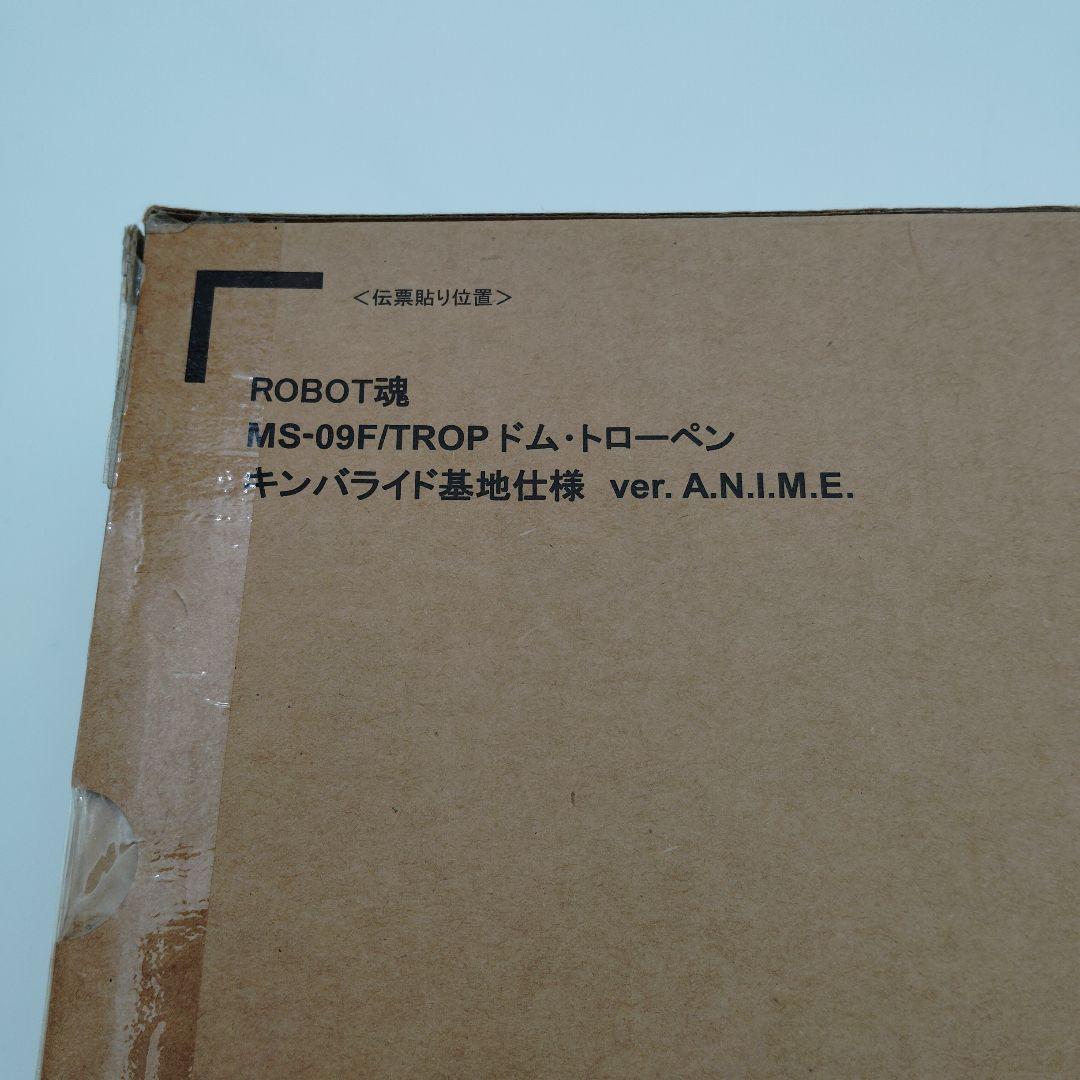 ＜伝票貼り位置＞
ROBOT魂
MS-09F/TROP ドム・トローペン
キンバライド基地仕様 ver. A.N.I.M.E.